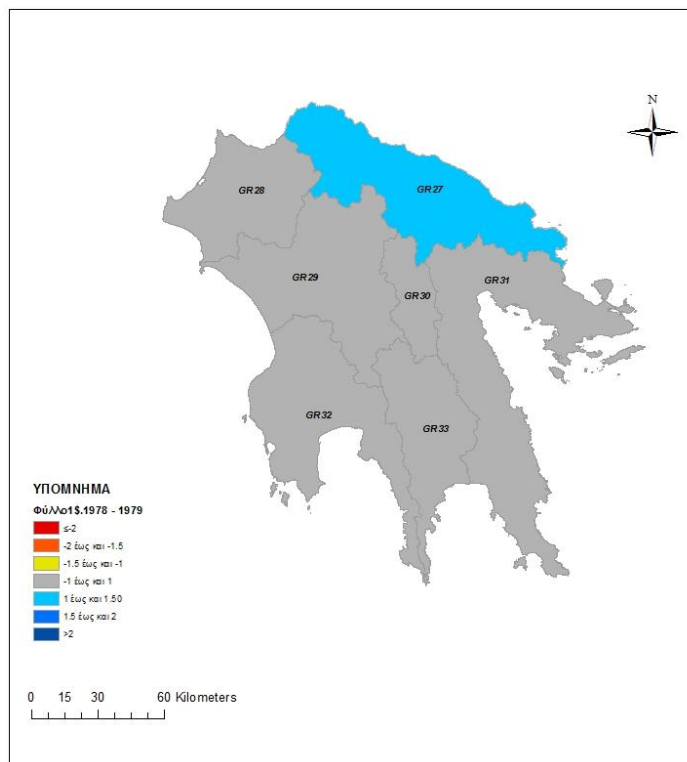 N
GR27
GR28
GR29
GR30
GR31
GR32
GR33
ΥΠΟΜΝΗΜΑ
Φύλλο1$.1978 - 1979
≤-2
-2 έως και -1.5
-1.5 έως και -1
-1 έως και 1
1 έως και 1.50
1.5 έως και 2
>2
0 15 30 60 Kilometers